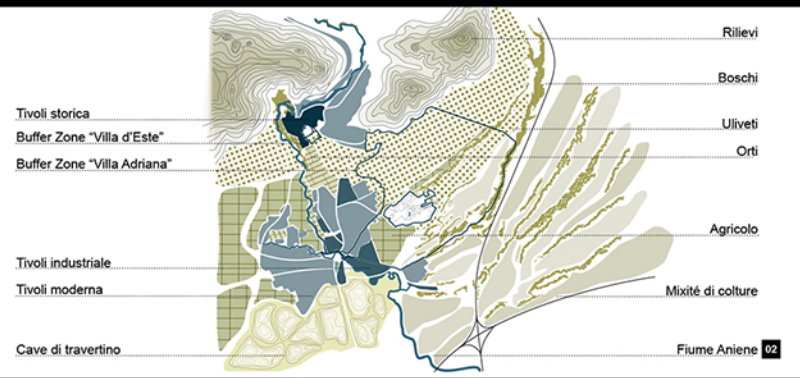 Tivoli storica
Buffer Zone “Villa d’Este”
Buffer Zone “Villa Adriana”
Tivoli industriale
Tivoli moderna
Cave di travertino
Rilievi
Boschi
Uliveti
Orti
Agricolo
Mixité di colture
Fiume Aniene 02